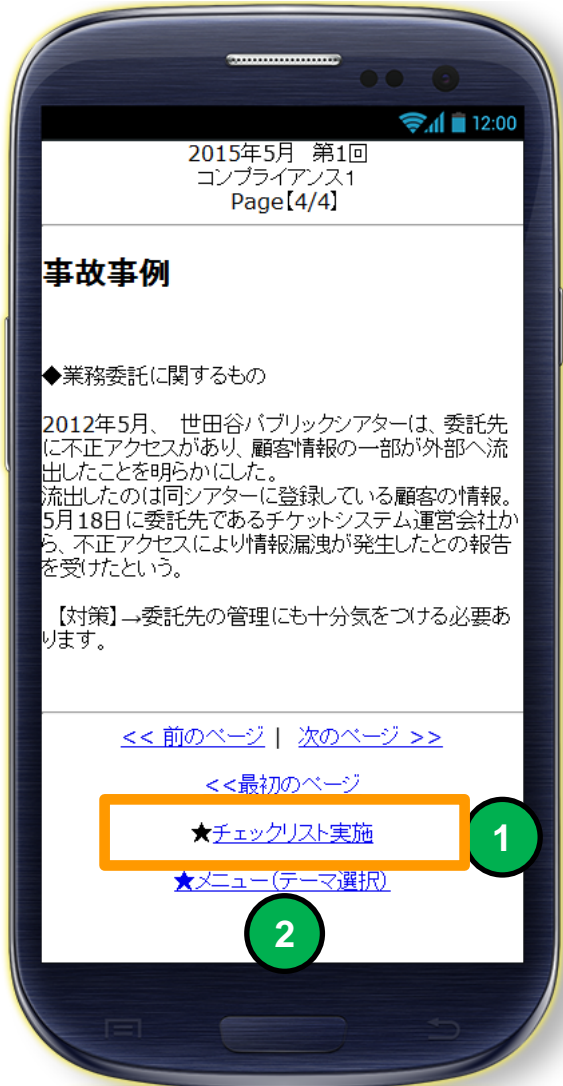 12:00
2015年5月 第1回
コンプライアンス1
Page【4/4】
事故事例
◆業務委託に関するもの
2012年5月、 世田谷パブリックシアターは、委託先
に不正アクセスがあり、顧客情報の一部が外部へ流
出したことを明らかにした。
流出したのは同シアターに登録している顧客の情報。
5月18日に委託先であるチケットシステム運営会社か
ら、不正アクセスにより情報漏洩が発生したとの報告
を受けたという。
【対策】→委託先の管理にも十分気をつける必要あ
ります。
<< 前のページ | 次のページ >>
<<最初のページ
★チェックリスト実施
1
★メニュー(テーマ選択)
2